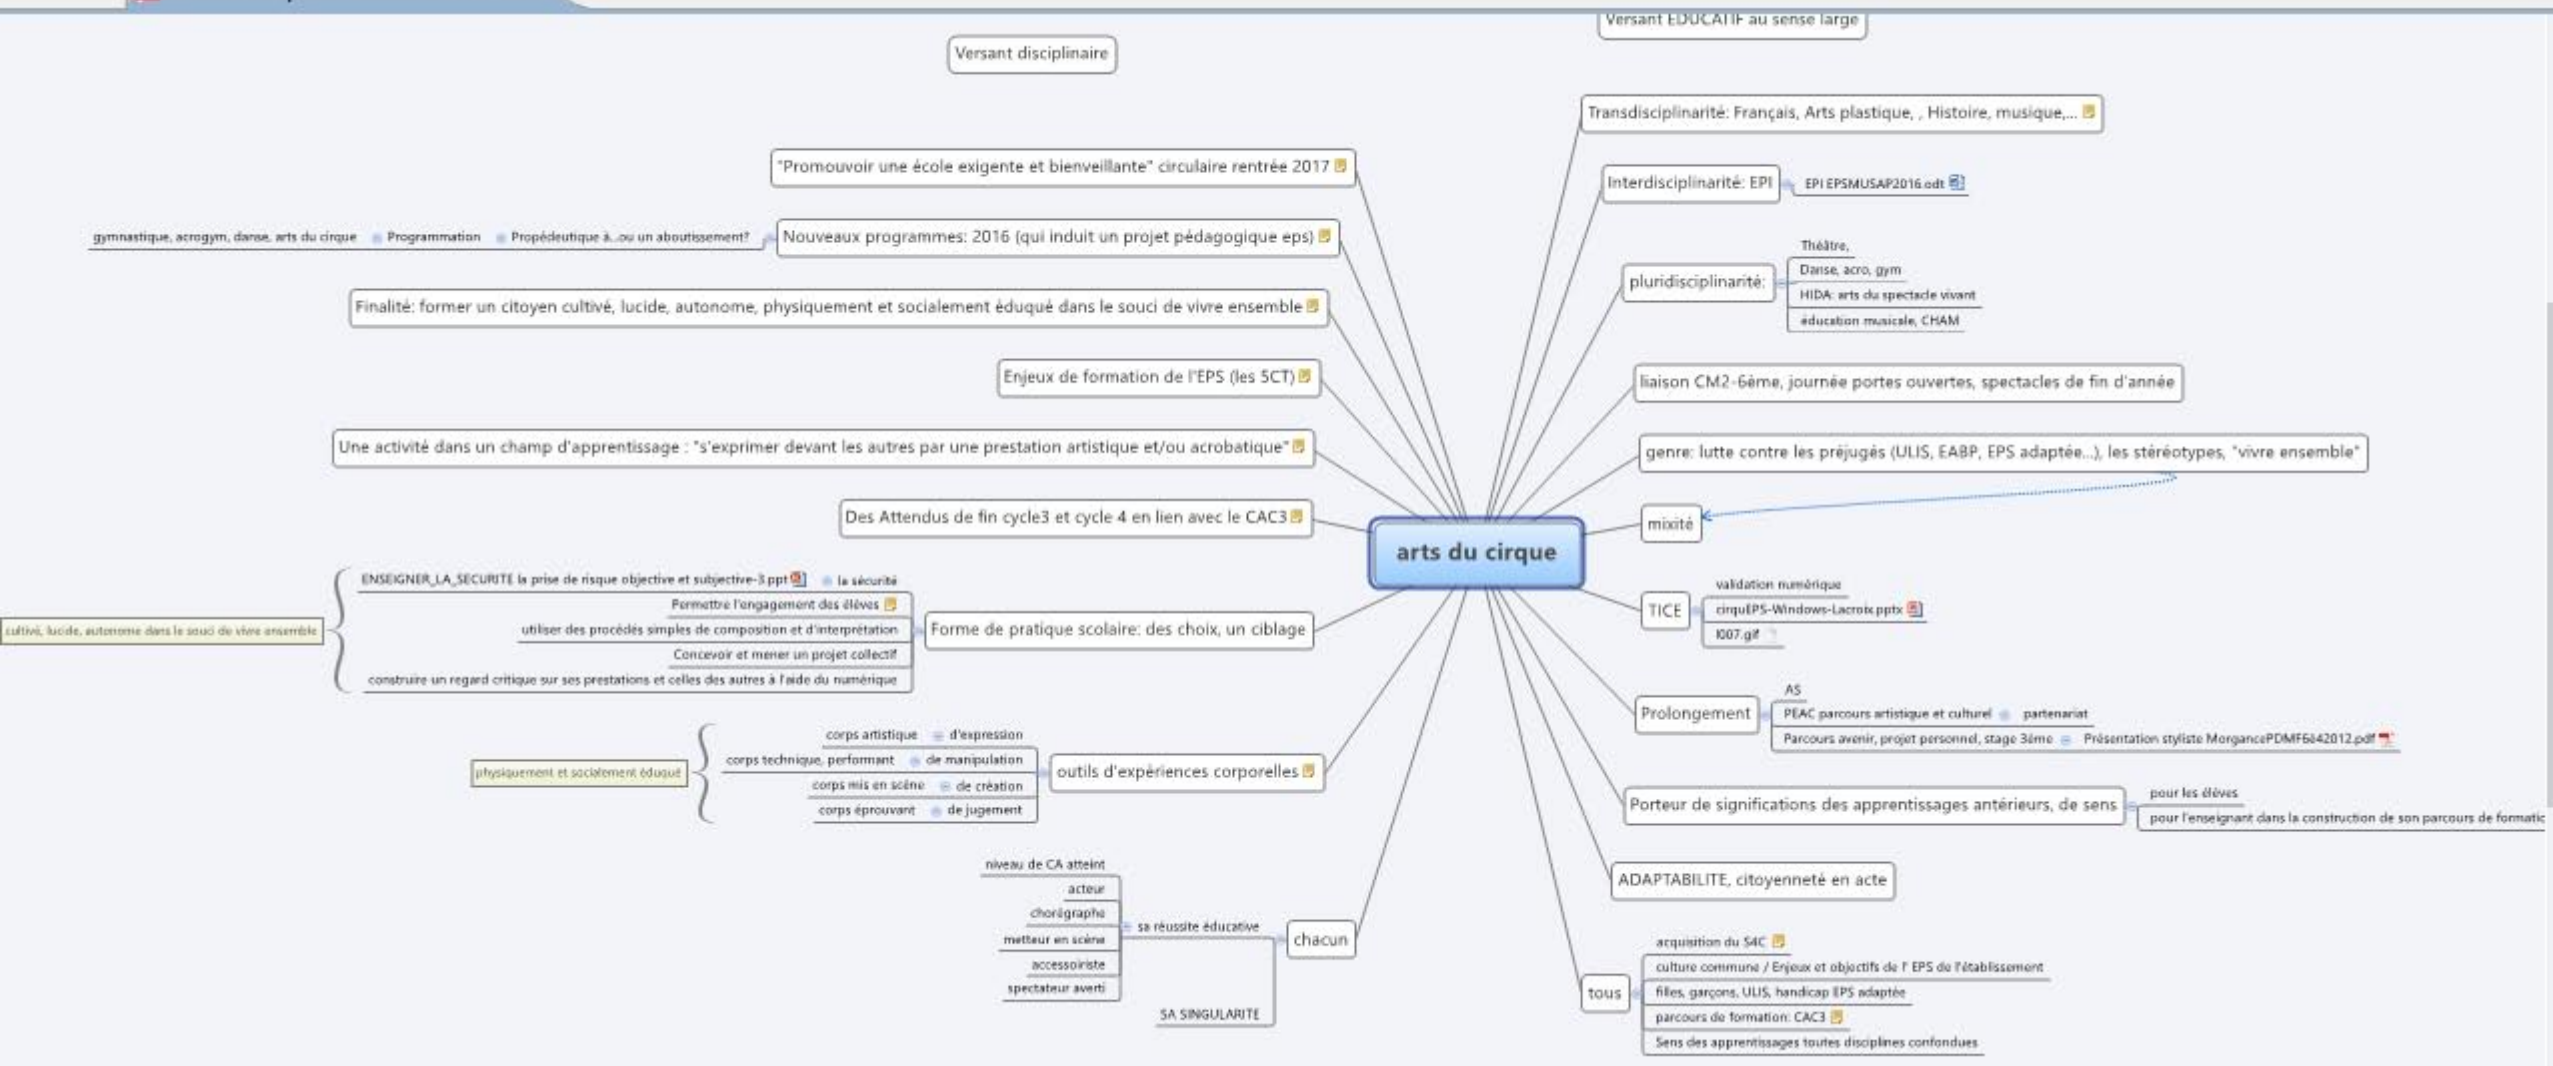 Versant EDUCATIF au sense large
Versant disciplinaire
"Promouvoir une école exigente et bienveillante" circulaire rentrée 2017
Nouveaux programmes: 2016 (qui induit un projet pédagogique eps)
Propédeutique à...ou un aboutissement?
Programmation
gymnastique, acrogym, danse, arts du cirque
Finalité: former un citoyen cultivé, lucide, autonome, physiquement et socialement éduqué dans le souci de vivre ensemble
Enjeux de formation de l'EPS (les 5CT)
Une activité dans un champ d'apprentissage : "s'exprimer devant les autres par une prestation artistique et/ou acrobatique"
Des Attendus de fin cycle3 et cycle 4 en lien avec le CAC3
Forme de pratique scolaire: des choix, un ciblage
la sécurité
ENSEIGNER_LA_SECURITE la prise de risque objective et subjective-3.ppt
Permettre l'engagement des élèves
utiliser des procédés simples de composition et d'interprétation
Concevoir et mener un projet collectif
construire un regard critique sur ses prestations et celles des autres à l'aide du numérique
cultivé, lucide, autonome dans le souci de vivre ensemble
outils d'expériences corporelles
d'expression
corps artistique
de manipulation
corps technique, performant
de création
corps mis en scène
de jugement
corps éprouvant
physiquement et socialement éduqué
chacun
sa réussite éducative
niveau de CA atteint
acteur
chorégraphe
metteur en scène
accessoiriste
spectateur averti
SA SINGULARITE
arts du cirque
Transdisciplinarité: Français, Arts plastique, , Histoire, musique,...
Interdisciplinarité: EPI
EPI EPSMUSAP2016.odt
pluridisciplinarité:
Théâtre,
Danse, acro, gym
HIDA: arts du spectacle vivant
éducation musicale, CHAM
liaison CM2-6ème, journée portes ouvertes, spectacles de fin d'année
genre: lutte contre les préjugés (ULIS, EABP, EPS adaptée...), les stéréotypes, "vivre ensemble"
mixité
TICE
validation numérique
cirquEPS-Windows-Lacroix.pptx
I007.gif
Prolongement
AS
PEAC parcours artistique et culturel
partenariat
Parcours avenir, projet personnel, stage 3ème
Présentation styliste
Porteur de significations des apprentissages antérieurs, de sens
pour les élèves
pour l'enseignant dans la construction de son parcours de formatic
ADAPTABILITE, citoyenneté en acte
tous
acquisition du S4C
culture commune / Enjeux et objectifs de l' EPS de l'établissement
filles, garçons, ULIS, handicap EPS adaptée
parcours de formation: CAC3
Sens des apprentissages toutes disciplines confondues